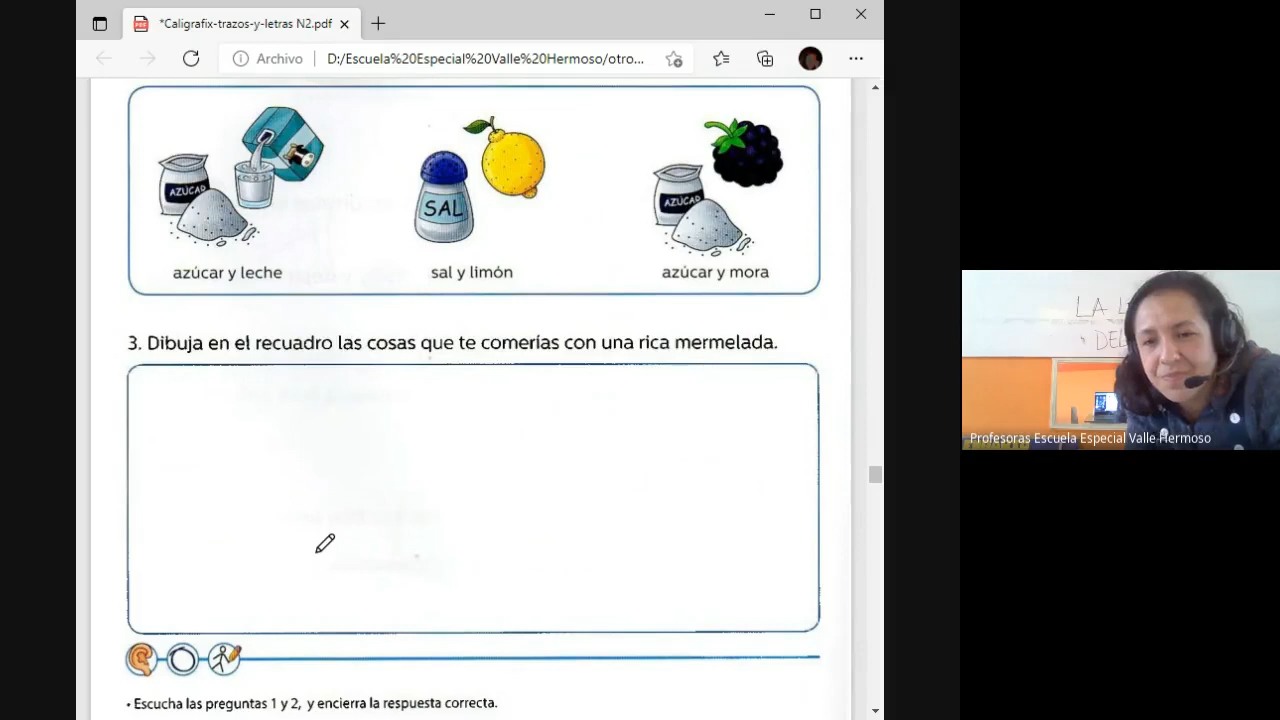 *Caligrafix-trazos-y-letras N2.pdf
Archivo
D:/Escuela%20Especial%20Valle%20Hermoso/otro...
AZÚCAR
SAL
AZÚCAR
azúcar y leche
sal y limón
azúcar y mora
3. Dibuja en el recuadro las cosas que te comerías con una rica mermelada.
• Escucha las preguntas 1 y 2, y encierra la respuesta correcta.
LA L
DEL
Profesoras Escuela Especial Valle Hermoso